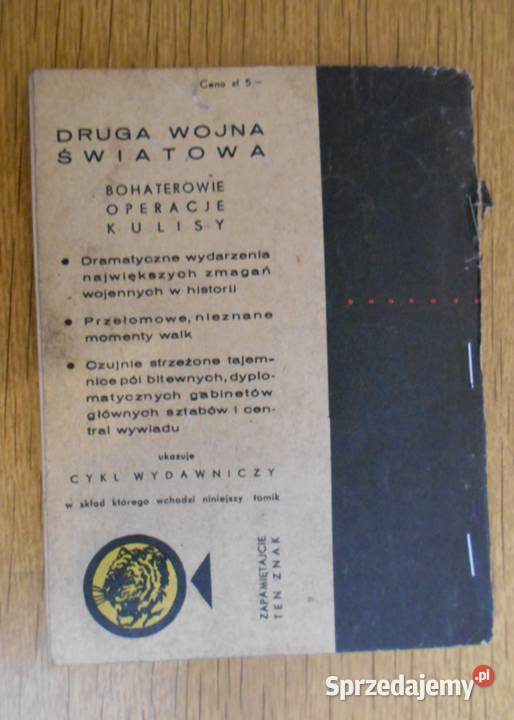 Cena zł 5.—
DRUGA WOJNA
ŚWIATOWA
BOHATEROWIE
OPERACJE
KULISY
● Dramatyczne wydarzenia
największych zmagań
wojennych w historii
● Przełomowe, nieznane
momenty walk
● Czujnie strzeżone tajem-
nice pól bitewnych, dyplo-
matycznych gabinetów
głównych sztabów i cen-
tral wywiadu
ukazuje
CYKL WYDAWNICZY
w skład którego wchodzi niniejszy tomik
ZAPAMIĘTAJCIE
TEN ZNAK
Sprzedajemy.pl